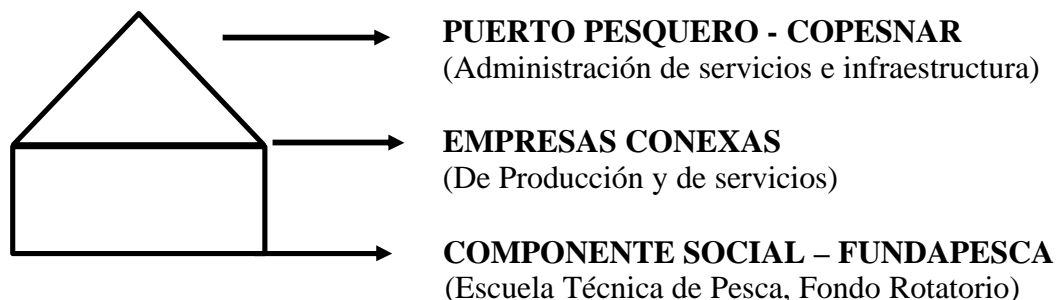 PUERTO PESQUERO - COPESNAR
(Administración de servicios e infraestructura)
EMPRESAS CONEXAS
(De Producción y de servicios)
COMPONENTE SOCIAL – FUNDAPESCA
(Escuela Técnica de Pesca, Fondo Rotatorio)